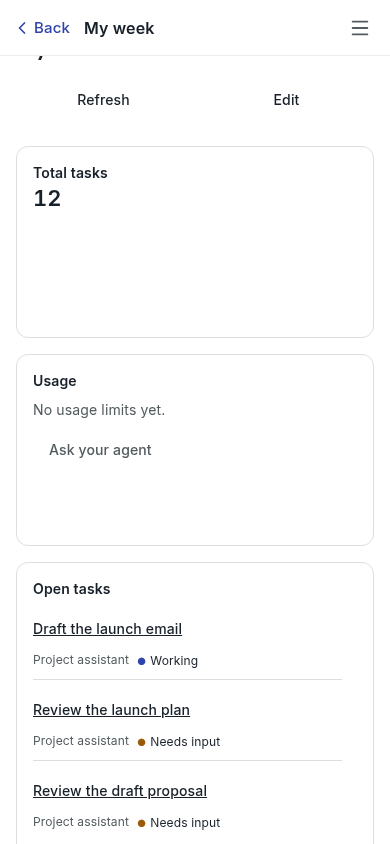 Back
My week
Refresh
Edit
Total tasks
12
Usage
No usage limits yet.
Ask your agent
Open tasks
Draft the launch email
Project assistant Working
Review the launch plan
Project assistant Needs input
Review the draft proposal
Project assistant Needs input